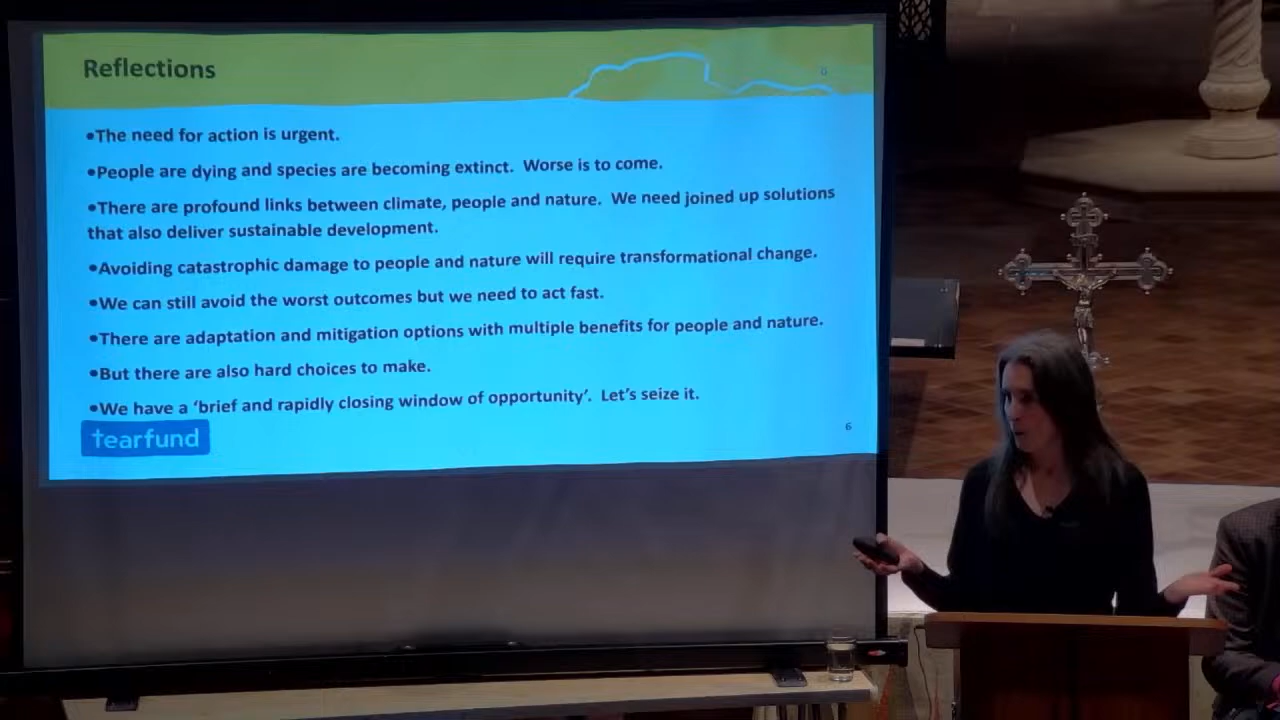 Reflections
6
•The need for action is urgent.
•People are dying and species are becoming extinct. Worse is to come.
•There are profound links between climate, people and nature. We need joined up solutions
that also deliver sustainable development.
•Avoiding catastrophic damage to people and nature will require transformational change.
•We can still avoid the worst outcomes but we need to act fast.
•There are adaptation and mitigation options with multiple benefits for people and nature.
•But there are also hard choices to make.
•We have a ‘brief and rapidly closing window of opportunity’. Let’s seize it.
tearfund
6